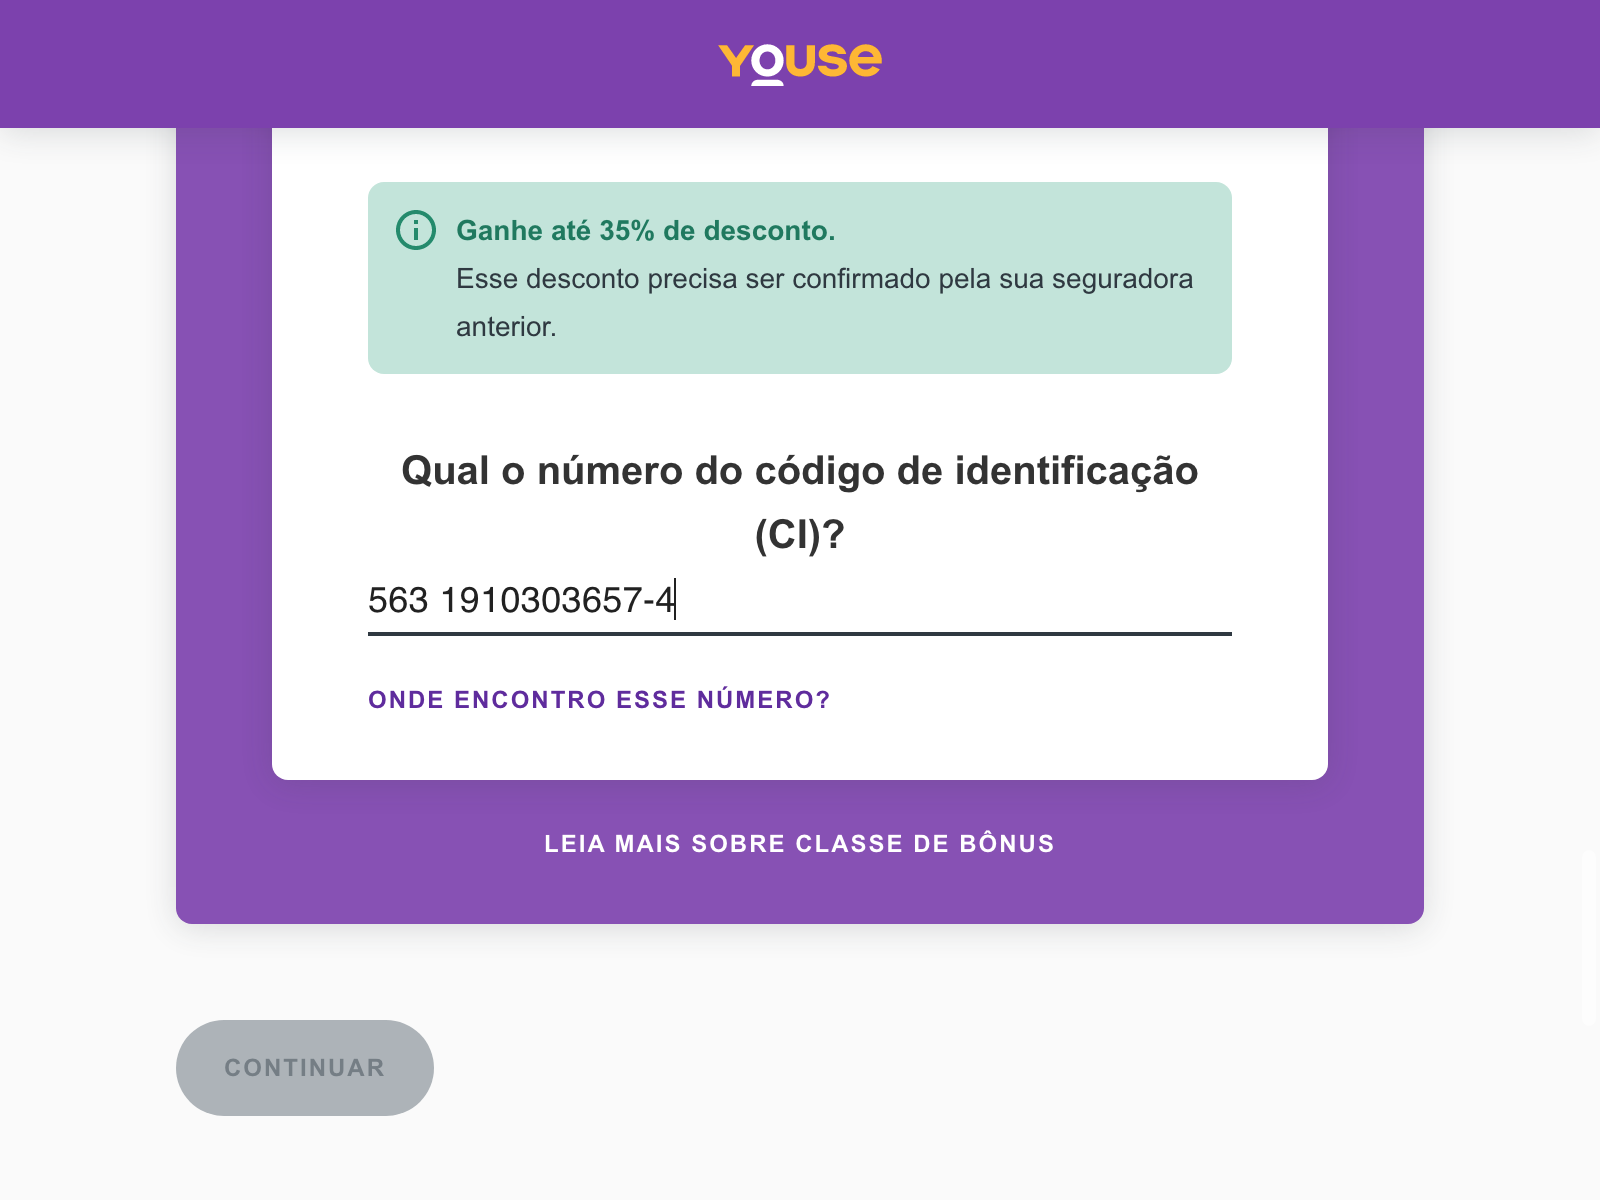 YOUSE
Ganhe até 35% de desconto.
Esse desconto precisa ser confirmado pela sua seguradora
anterior.
Qual o número do código de identificação
(CI)?
563 1910303657-4
ONDE ENCONTRO ESSE NÚMERO?
LEIA MAIS SOBRE CLASSE DE BÔNUS
CONTINUAR